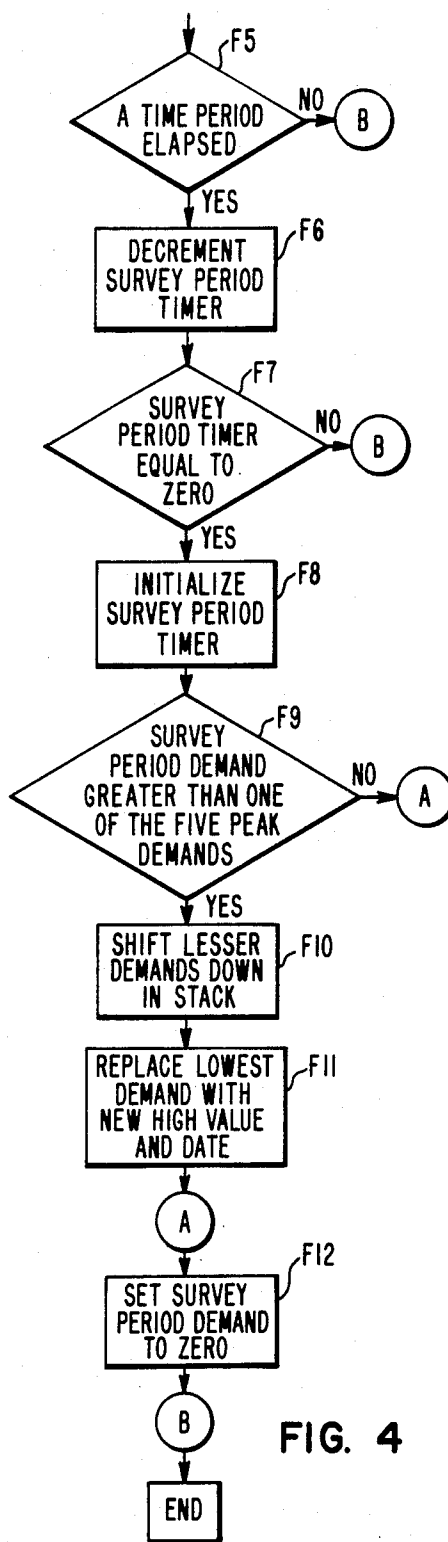 F5
A TIME PERIOD
ELAPSED
NO
B
YES
F6
DECREMENT
SURVEY PERIOD
TIMER
F7
SURVEY
PERIOD TIMER
EQUAL TO
ZERO
NO
B
YES
F8
INITIALIZE
SURVEY PERIOD
TIMER
F9
SURVEY
PERIOD DEMAND
GREATER THAN ONE
OF THE FIVE PEAK
DEMANDS
NO
A
YES
F10
SHIFT LESSER
DEMANDS DOWN
IN STACK
F11
REPLACE LOWEST
DEMAND WITH
NEW HIGH VALUE
AND DATE
A
F12
SET SURVEY
PERIOD DEMAND
TO ZERO
B
FIG. 4
END